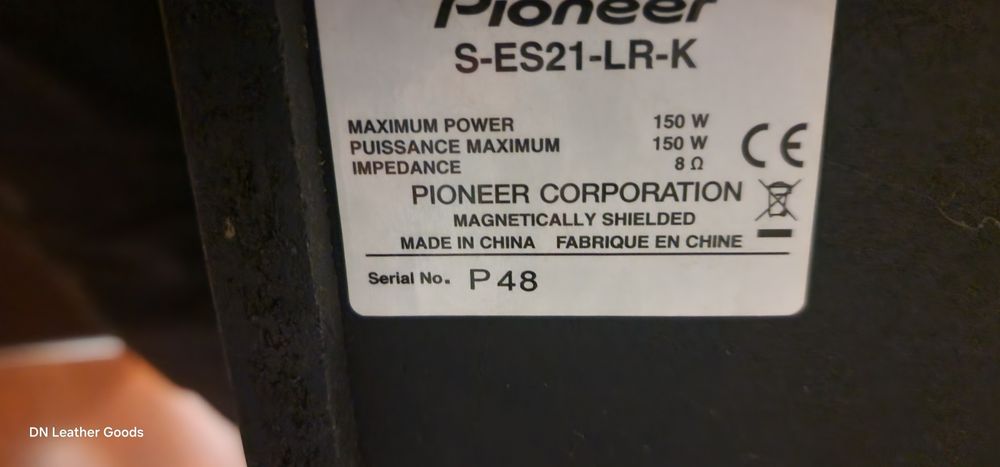 Pioneer
S-ES21-LR-K
MAXIMUM POWER 150 W
PUISSANCE MAXIMUM 150 W
IMPEDANCE 8 Ω
CE
PIONEER CORPORATION
MAGNETICALLY SHIELDED
MADE IN CHINA FABRIQUE EN CHINE
Serial No. P48
DN Leather Goods